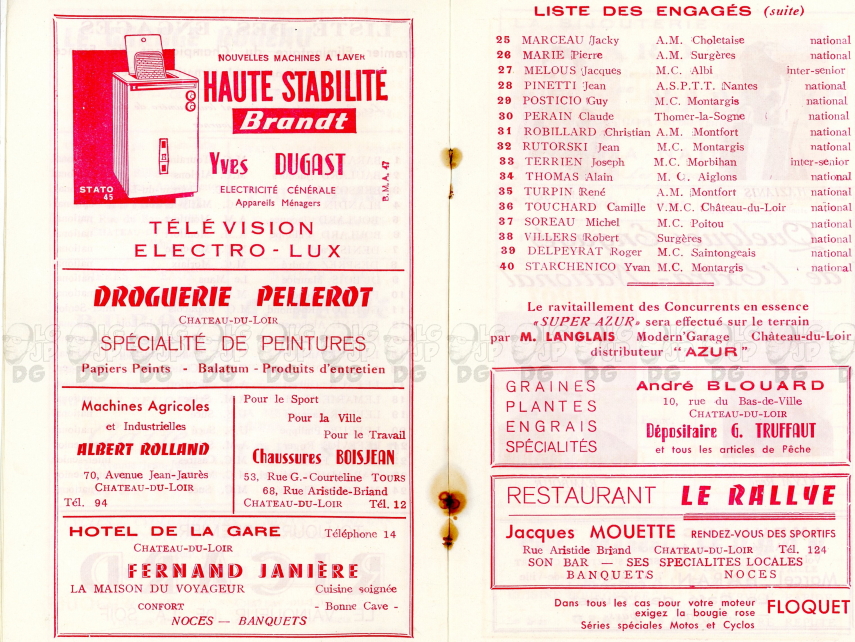 NOUVELLES MACHINES A LAVER
HAUTE STABILITÉ
Brandt
Yves DUGAST
ELECTRICITÉ CÉNÉRALE
Appareils Ménagers
B.M.A. 47
STATO
45
TÉLÉVISION
ELECTRO-LUX
DROGUERIE PELLEROT
CHATEAU-DU-LOIR
SPÉCIALITÉ DE PEINTURES
Papiers Peints - Balatum - Produits d'entretien
Machines Agricoles
et Industrielles
ALBERT ROLLAND
70, Avenue Jean-Jaurès
CHATEAU-DU-LOIR
Tél. 94
Pour le Sport
Pour la Ville
Pour le Travail
Chaussures BOISJEAN
53, Rue G.-Courteline TOURS
68, Rue Aristide-Briand
CHATEAU-DU-LOIR Tél. 12
HOTEL DE LA GARE Téléphone 14
CHATEAU-DU-LOIR
FERNAND JANIÈRE
LA MAISON DU VOYAGEUR Cuisine soignée
CONFORT - Bonne Cave -
NOCES — BANQUETS
LISTE DES ENGAGÉS (suite)
25 MARCEAU Jacky A.M. Choletaise national
26 MARIE Pierre A.M. Surgères national
27 MELOUS Jacques M.C. Albi inter-senior
28 PINETTI Jean A.S.P.T.T. Nantes national
29 POSTICIO Guy M.C. Montargis national
30 PERAIN Claude Thomer-la-Sogne national
31 ROBILLARD Christian A.M. Montfort national
32 RUTORSKI Jean M.C. Montargis national
33 TERRIEN Joseph M.C. Morbihan inter-senior
34 THOMAS Alain M. C. Aiglons national
35 TURPIN René A.M. Montfort national
36 TOUCHARD Camille V.M.C. Château-du-Loir national
37 SOREAU Michel M.C. Poitou national
38 VILLERS Robert Surgères national
39 DELPEYRAT Roger M.C. Saintongeais national
40 STARCHENICO Yvan M.C. Montargis national
Le ravitaillement des Concurrents en essence
«SUPER AZUR» sera effectué sur le terrain
par M. LANGLAIS Modern'Garage Château-du-Loir
distributeur "AZUR"
GRAINES
PLANTES
ENGRAIS
SPÉCIALITÉS
André BLOUARD
10, rue du Bas-de-Ville
CHATEAU-DU-LOIR
Dépositaire G. TRUFFAUT
et tous les articles de Pêche
RESTAURANT LE RALLYE
Jacques MOUETTE RENDEZ-VOUS DES SPORTIFS
Rue Aristide Briand CHATEAU-DU-LOIR Tél. 124
SON BAR — SES SPECIALITES LOCALES
BANQUETS NOCES
Dans tous les cas pour votre moteur
exigez la bougie rose
Séries spéciales Motos et Cyclos
FLOQUET